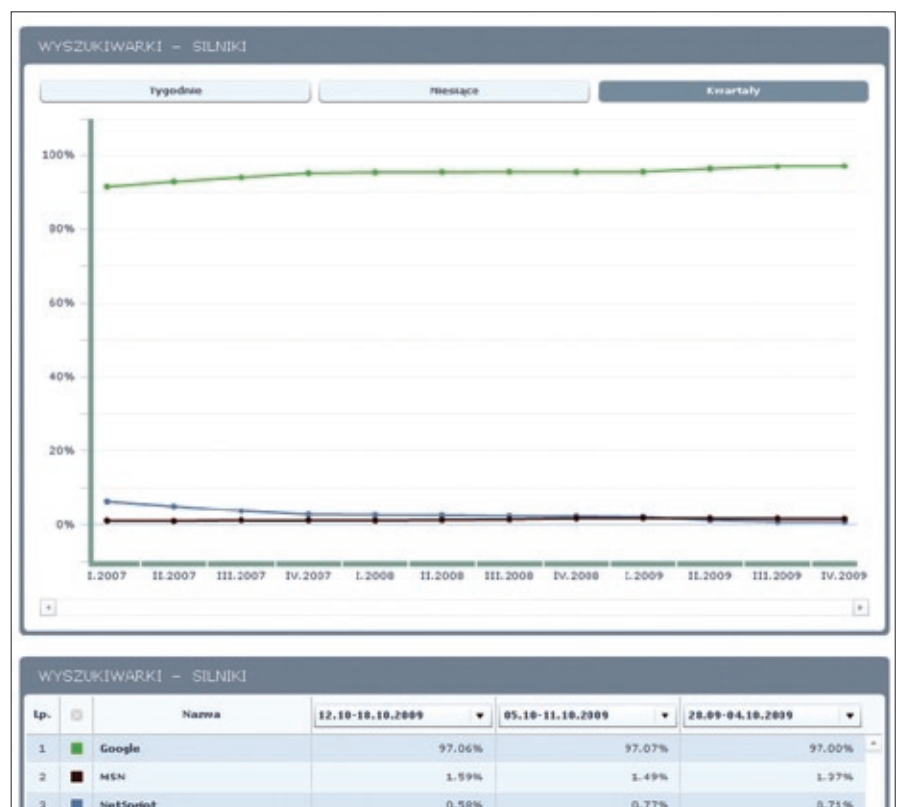 WYSZUKIWARKI – SILNIKI
Tygodnie Miesiące Kwartały
100%
80%
60%
40%
20%
0%
I.2007 II.2007 III.2007 IV.2007 I.2008 II.2008 III.2008 IV.2008 I.2009 II.2009 III.2009 IV.2009
WYSZUKIWARKI – SILNIKI
Lp. Nazwa 12.10-18.10.2009 05.10-11.10.2009 28.09-04.10.2009
1 Google 97.06% 97.07% 97.00%
2 MSN 1.59% 1.49% 1.37%
3 NetSprint 0.58% 0.77% 0.71%